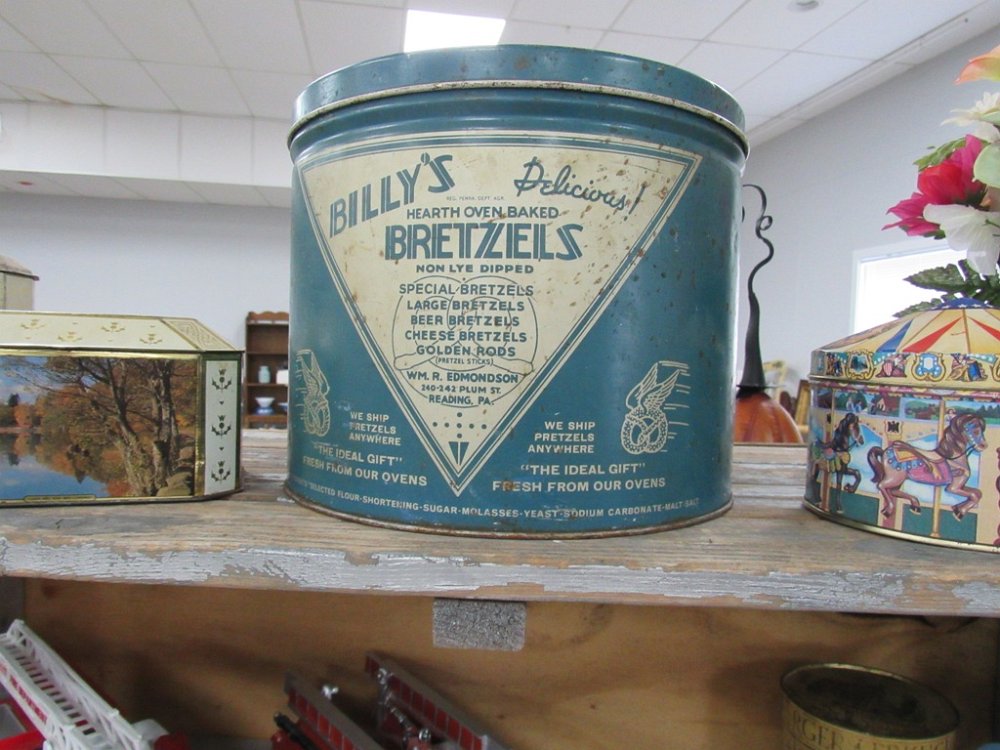 BILLY'S
Delicious!
REG. PENNA. DEPT. AGR.
HEARTH OVEN BAKED
BRETZELS
NON LYE DIPPED
SPECIAL BRETZELS
LARGE BRETZELS
BEER BRETZELS
CHEESE BRETZELS
GOLDEN RODS
(PRETZEL STICKS)
WM. R. EDMONDSON
240-242 PLUM ST.
READING, PA.
WE SHIP
PRETZELS
ANYWHERE
"THE IDEAL GIFT"
FRESH FROM OUR OVENS
WE SHIP
PRETZELS
ANYWHERE
"THE IDEAL GIFT"
FRESH FROM OUR OVENS
SELECTED FLOUR-SHORTENING-SUGAR-MOLASSES-YEAST-SODIUM CARBONATE-MALT-SALT